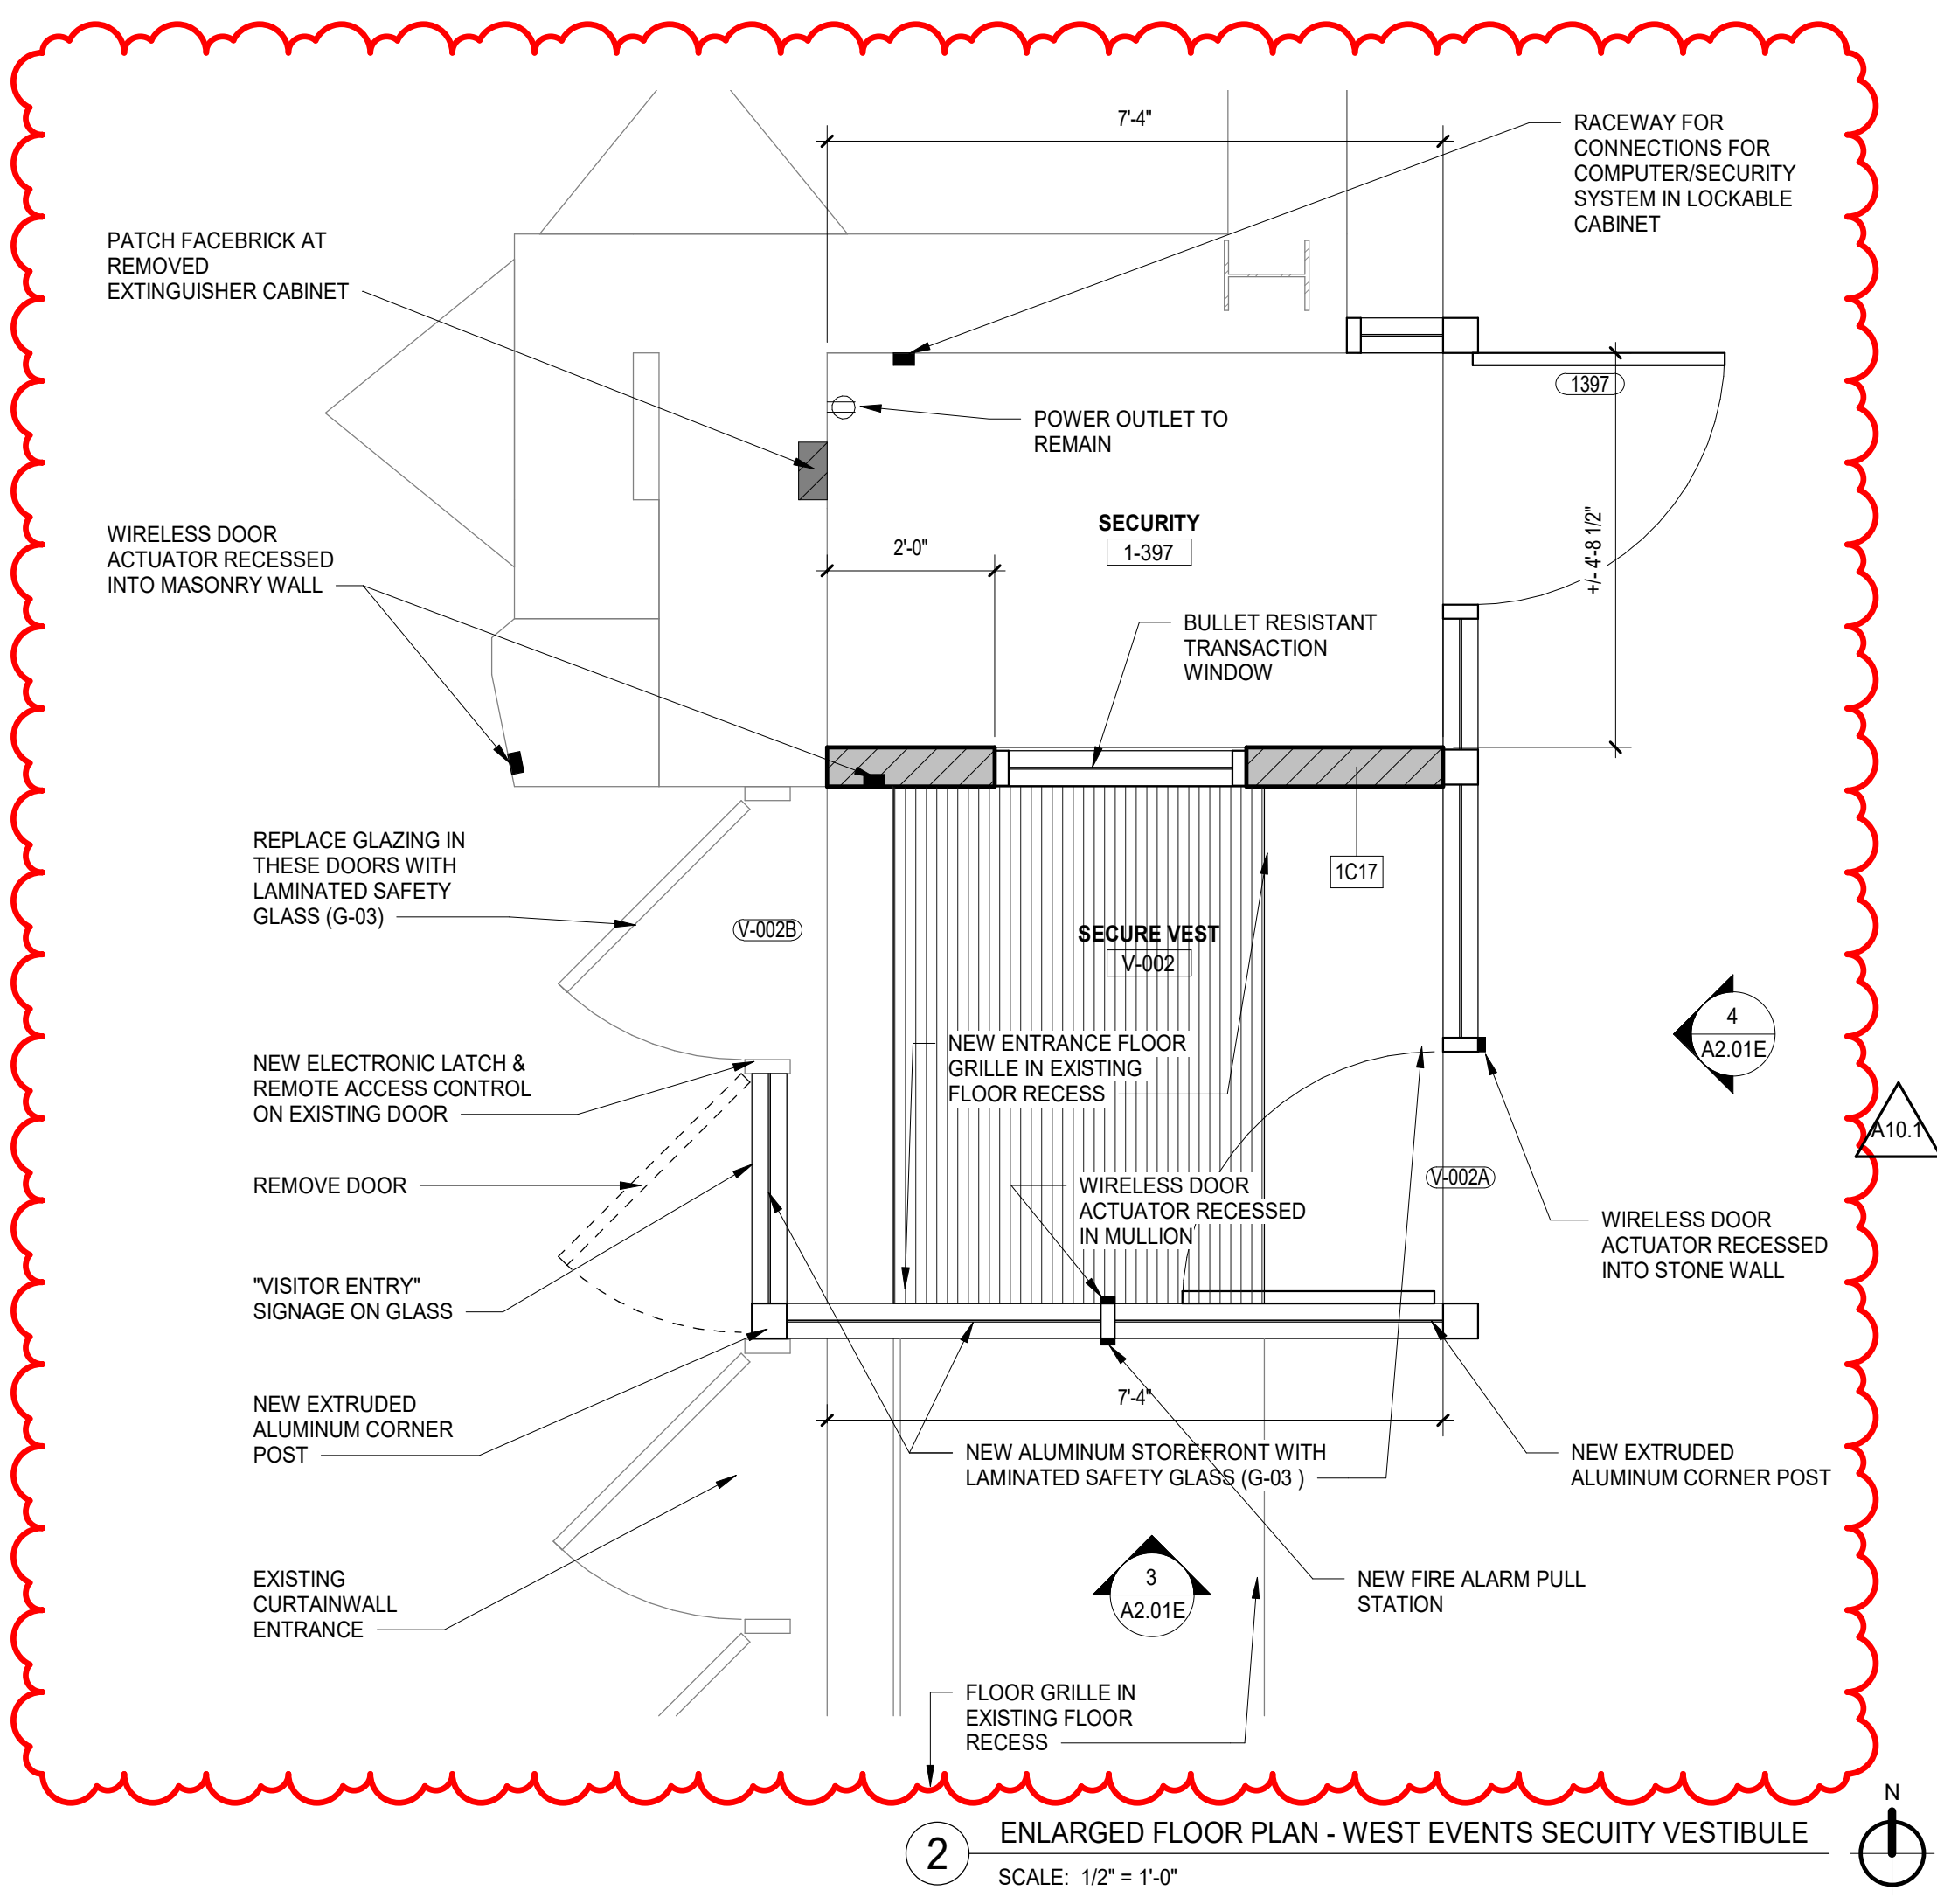 7'-4"
RACEWAY FOR
CONNECTIONS FOR
COMPUTER/SECURITY
SYSTEM IN LOCKABLE
CABINET
PATCH FACEBRICK AT
REMOVED
EXTINGUISHER CABINET
1397
POWER OUTLET TO
REMAIN
WIRELESS DOOR
ACTUATOR RECESSED
INTO MASONRY WALL
2'-0"
SECURITY
1-397
+/- 4'-8 1/2"
BULLET RESISTANT
TRANSACTION
WINDOW
REPLACE GLAZING IN
THESE DOORS WITH
LAMINATED SAFETY
GLASS (G-03)
1C17
V-002B
SECURE VEST
V-002
4
A2.01E
NEW ENTRANCE FLOOR
GRILLE IN EXISTING
FLOOR RECESS
NEW ELECTRONIC LATCH &
REMOTE ACCESS CONTROL
ON EXISTING DOOR
A10.1
REMOVE DOOR
WIRELESS DOOR
ACTUATOR RECESSED
IN MULLION
V-002A
WIRELESS DOOR
ACTUATOR RECESSED
INTO STONE WALL
"VISITOR ENTRY"
SIGNAGE ON GLASS
NEW EXTRUDED
ALUMINUM CORNER
POST
7'-4"
NEW ALUMINUM STOREFRONT WITH
LAMINATED SAFETY GLASS (G-03 )
NEW EXTRUDED
ALUMINUM CORNER POST
EXISTING
CURTAINWALL
ENTRANCE
3
A2.01E
NEW FIRE ALARM PULL
STATION
FLOOR GRILLE IN
EXISTING FLOOR
RECESS
N
2
ENLARGED FLOOR PLAN - WEST EVENTS SECUITY VESTIBULE
SCALE: 1/2" = 1'-0"